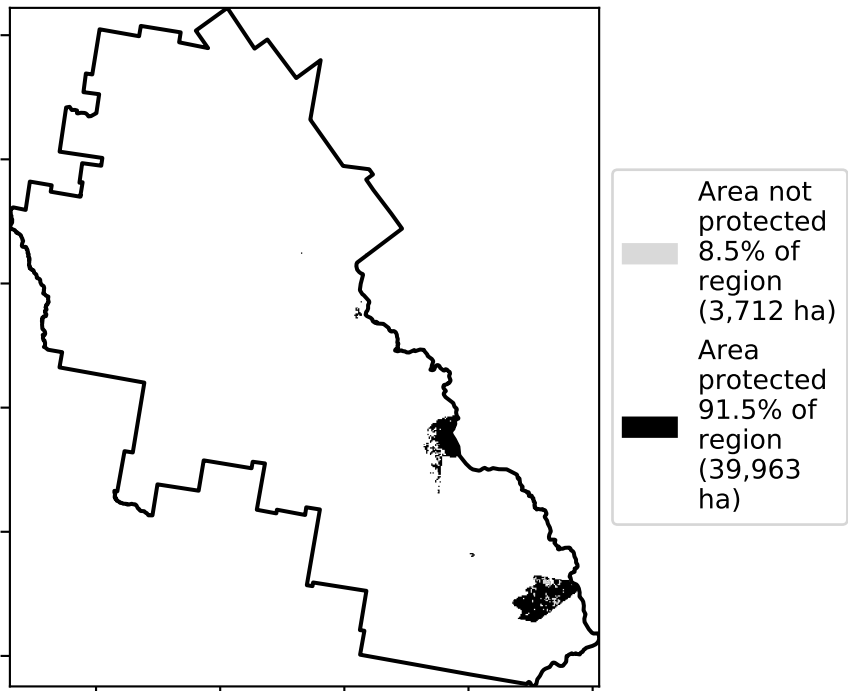 Area not
protected
8.5% of
region
(3,712 ha)
Area
protected
91.5% of
region
(39,963
ha)